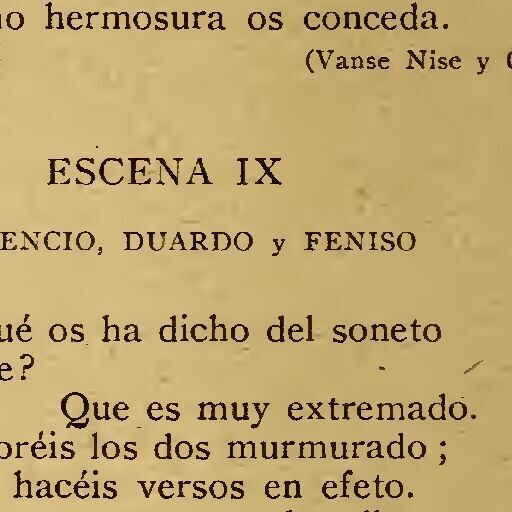 hermosura os conceda.
(Vanse Nise y
ESCENA IX
ENCIO, DUARDO y FENISO
ué os ha dicho del soneto
e?
Que es muy extremado.
bréis los dos murmurado;
hacéis versos en efeto.